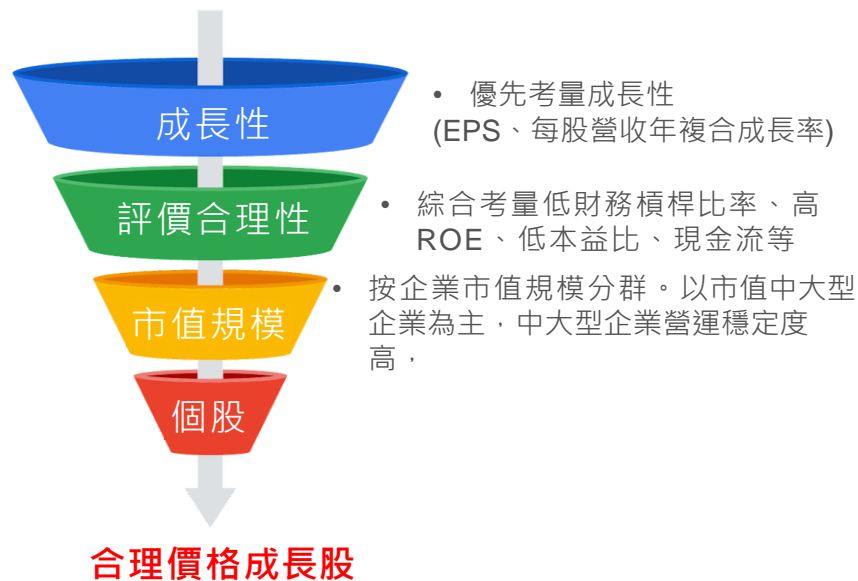 成長性
• 優先考量成長性
(EPS、每股營收年複合成長率)
評價合理性
• 綜合考量低財務槓桿比率、高
ROE、低本益比、現金流等
市值規模
• 按企業市值規模分群。以市值中大型
企業為主，中大型企業營運穩定度
高，
個股
合理價格成長股